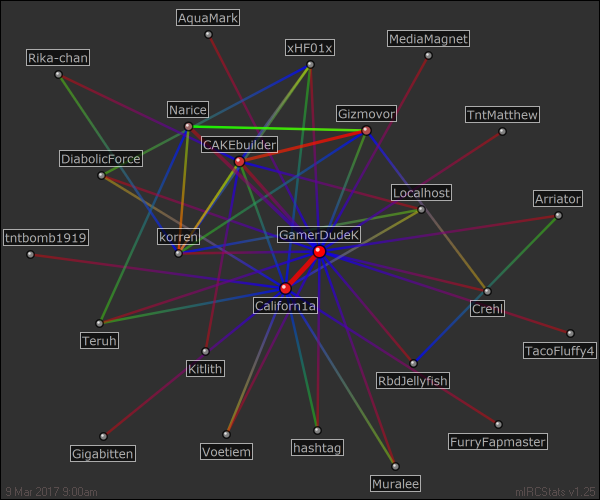 AquaMark
xHF01x
MediaMagnet
Rika-chan
Narice
Gizmovor
TntMatthew
CAKEbuilder
DiabolicForce
Localhost
Arriator
tntbomb1919
korren
GamerDudeK
Californ1a
Crehl
Teruh
TacoFluffy4
Kitlith
RbdJellyfish
Gigabitten
Voetiem
hashtag
FurryFapmaster
Muralee
9 Mar 2017 9:00am
mIRCStats v1.25